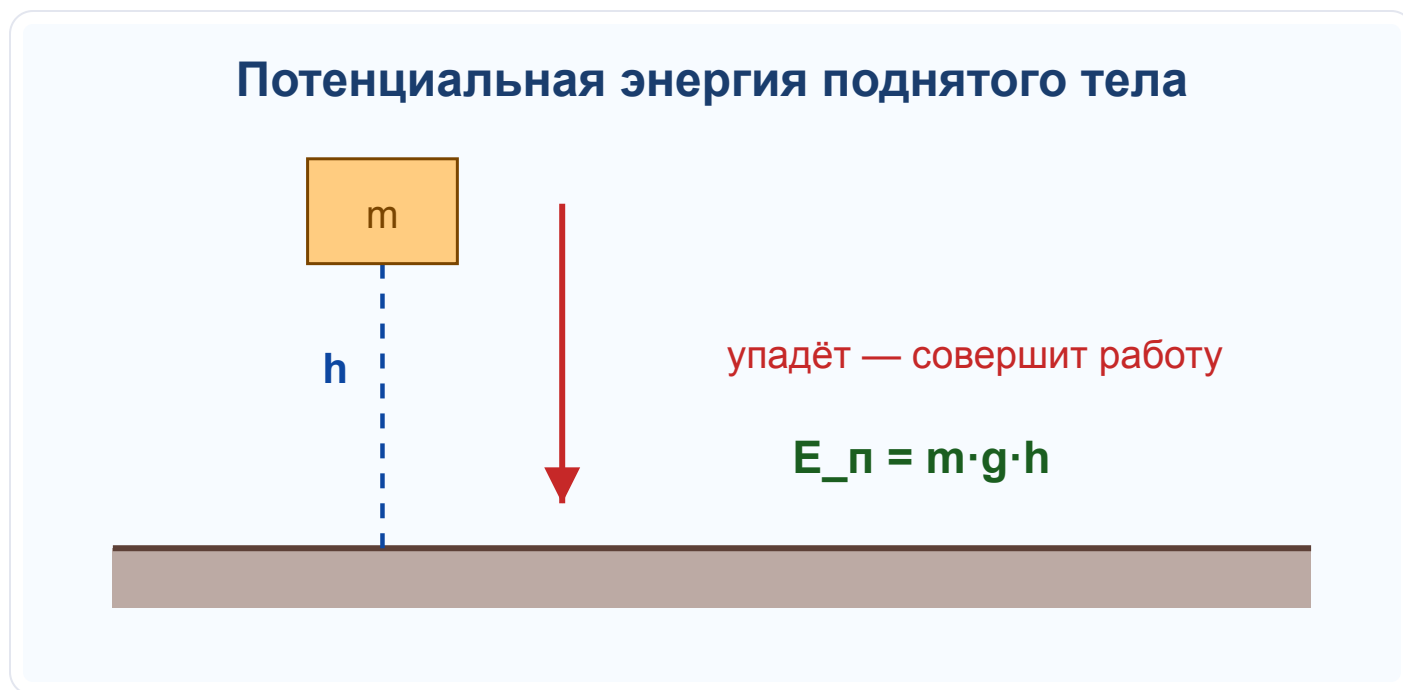 Потенциальная энергия поднятого тела
m
h
упадёт — совершит работу
E_п = m·g·h